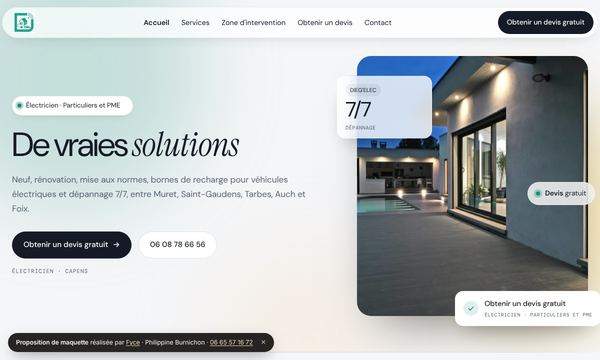 Accueil
Services
Zone d'intervention
Obtenir un devis
Contact
Obtenir un devis gratuit
Électricien · Particuliers et PME
De vraies solutions
Neuf, rénovation, mise aux normes, bornes de recharge pour véhicules
électriques et dépannage 7/7, entre Muret, Saint-Gaudens, Tarbes, Auch et
Foix.
Obtenir un devis gratuit →
06 08 78 66 56
ÉLECTRICIEN · CAPENS
DIEG'ELEC
7/7
DÉPANNAGE
Devis gratuit
Obtenir un devis gratuit
ÉLECTRICIEN · PARTICULIERS ET PME
Proposition de maquette réalisée par Fyce · Philippine Burnichon · 06 65 57 16 72 ×